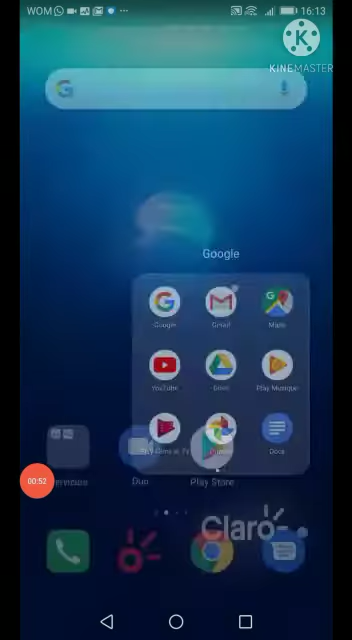 WOM
16:13
KINEMASTER
Google
Google
Gmail
Maps
YouTube
Drive
Play Musique
Docs
00:52
Duo
Play Store
Claro